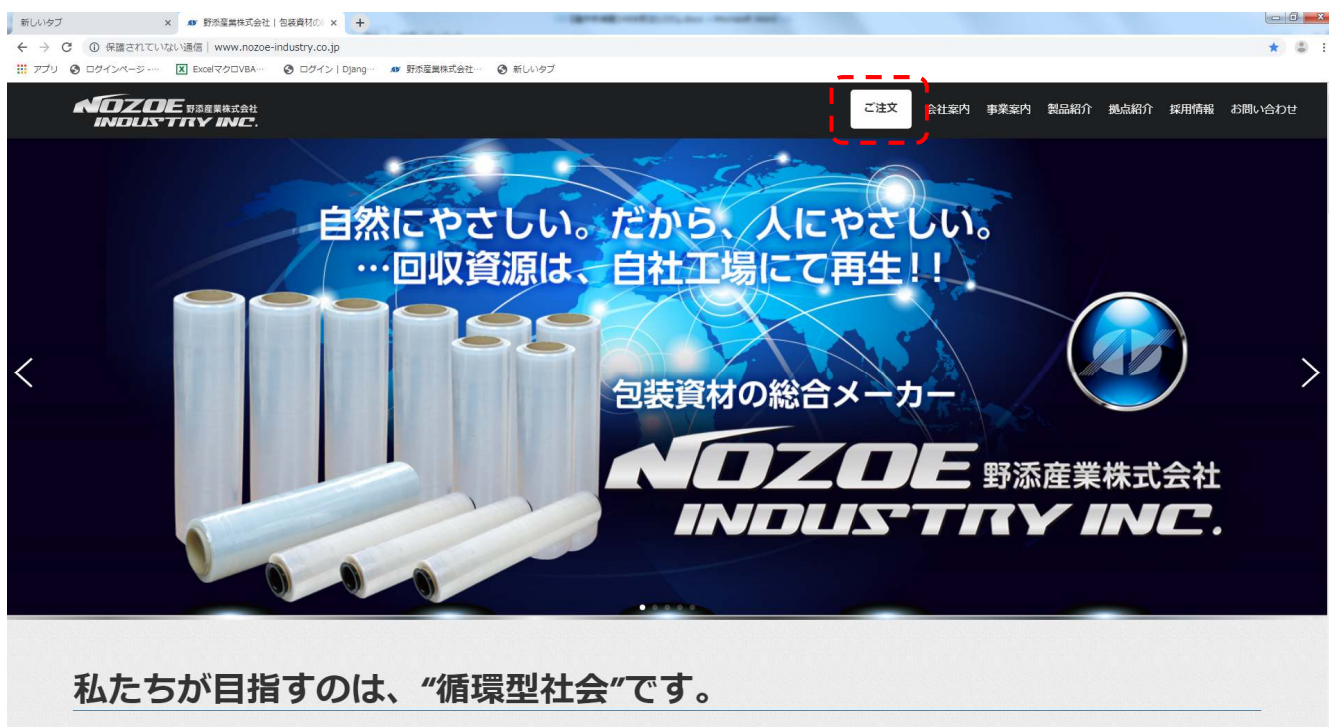 新しいタブ
野添産業株式会社 | 包装資材の
保護されていない通信 | www.nozoe-industry.co.jp
アプリ
ログインページ -…
ExcelマクロVBA…
ログイン | Djang…
野添産業株式会社…
新しいタブ
NOZOE 野添産業株式会社
INDUSTRY INC.
ご注文
会社案内
事業案内
製品紹介
拠点紹介
採用情報
お問い合わせ
自然にやさしい。だから、人にやさしい。
…回収資源は、自社工場にて再生!!
包装資材の総合メーカー
NOZOE 野添産業株式会社
INDUSTRY INC.
私たちが目指すのは、“循環型社会”です。